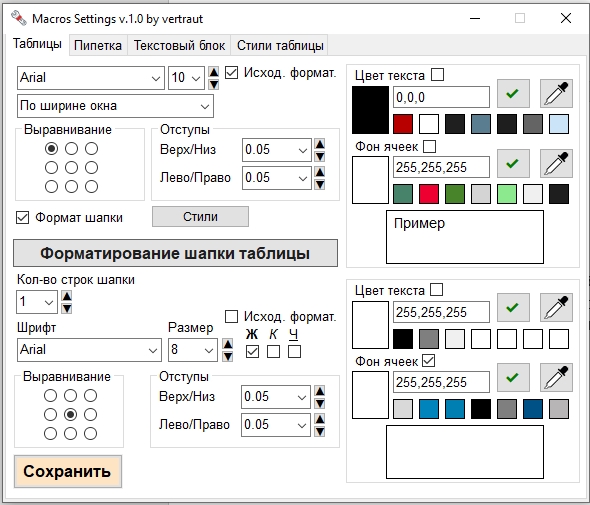 Macros Settings v.1.0 by vertraut
Таблицы Пипетка Текстовый блок Стили таблицы
Arial 10 Исход. формат.
По ширине окна
Выравнивание
Отступы
Верх/Низ 0.05
Лево/Право 0.05
Формат шапки Стили
Цвет текста
0,0,0
Фон ячеек
255,255,255
Пример
Форматирование шапки таблицы
Кол-во строк шапки
1
Исход. формат.
Шрифт Размер Ж К Ч
Arial 8
Выравнивание
Отступы
Верх/Низ 0.05
Лево/Право 0.05
Сохранить
Цвет текста
255,255,255
Фон ячеек
255,255,255